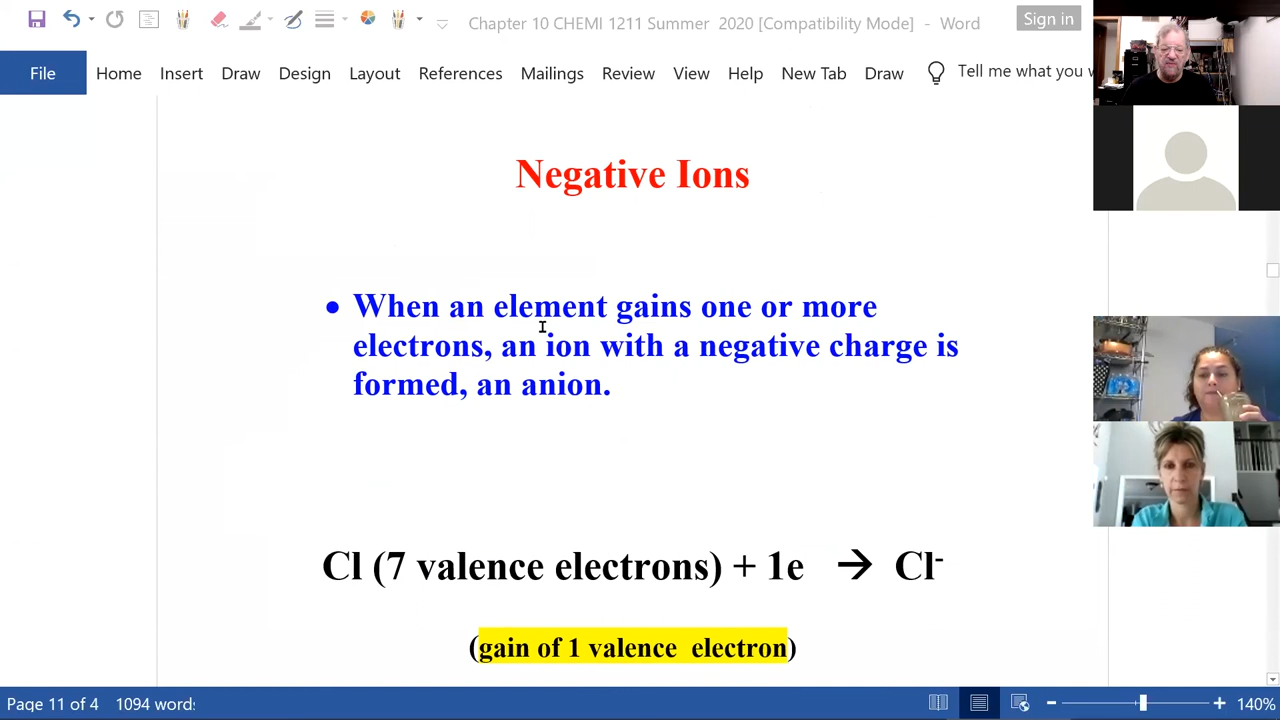 Chapter 10 CHEMI 1211 Summer 2020 [Compatibility Mode] - Word
Sign in
File Home Insert Draw Design Layout References Mailings Review View Help New Tab Draw Tell me what you w
Negative Ions
• When an element gains one or more
electrons, an ion with a negative charge is
formed, an anion.
Cl (7 valence electrons) + 1e → Cl⁻
(gain of 1 valence electron)
Page 11 of 4 1094 words
140%